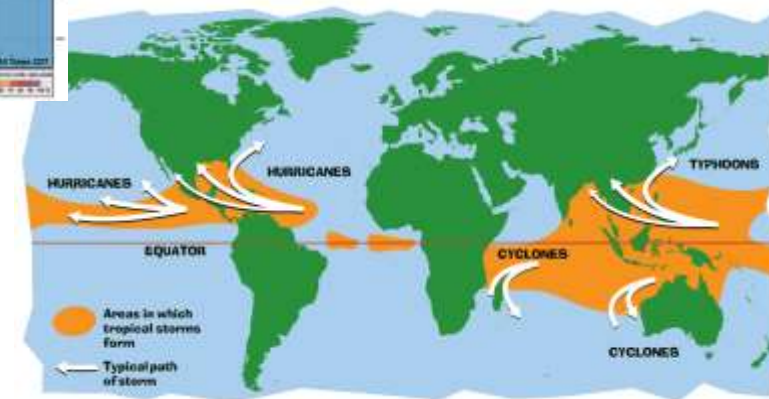 HURRICANES
HURRICANES
TYPHOONS
EQUATOR
CYCLONES
Areas in which
tropical storms
form
Typical path
of storm
CYCLONES